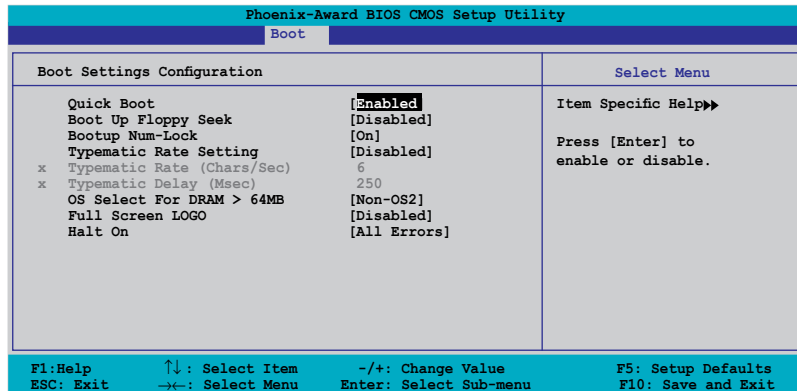 Phoenix-Award BIOS CMOS Setup Utility
Boot
Boot Settings Configuration
Select Menu
Quick Boot [Enabled
Boot Up Floppy Seek [Disabled]
Bootup Num-Lock [On]
Typematic Rate Setting [Disabled]
x Typematic Rate (Chars/Sec) 6
x Typematic Delay (Msec) 250
OS Select For DRAM > 64MB [Non-OS2]
Full Screen LOGO [Disabled]
Halt On [All Errors]
Item Specific Help▶▶
Press [Enter] to
enable or disable.
F1:Help ↑↓ : Select Item -/+: Change Value F5: Setup Defaults
ESC: Exit →←: Select Menu Enter: Select Sub-menu F10: Save and Exit